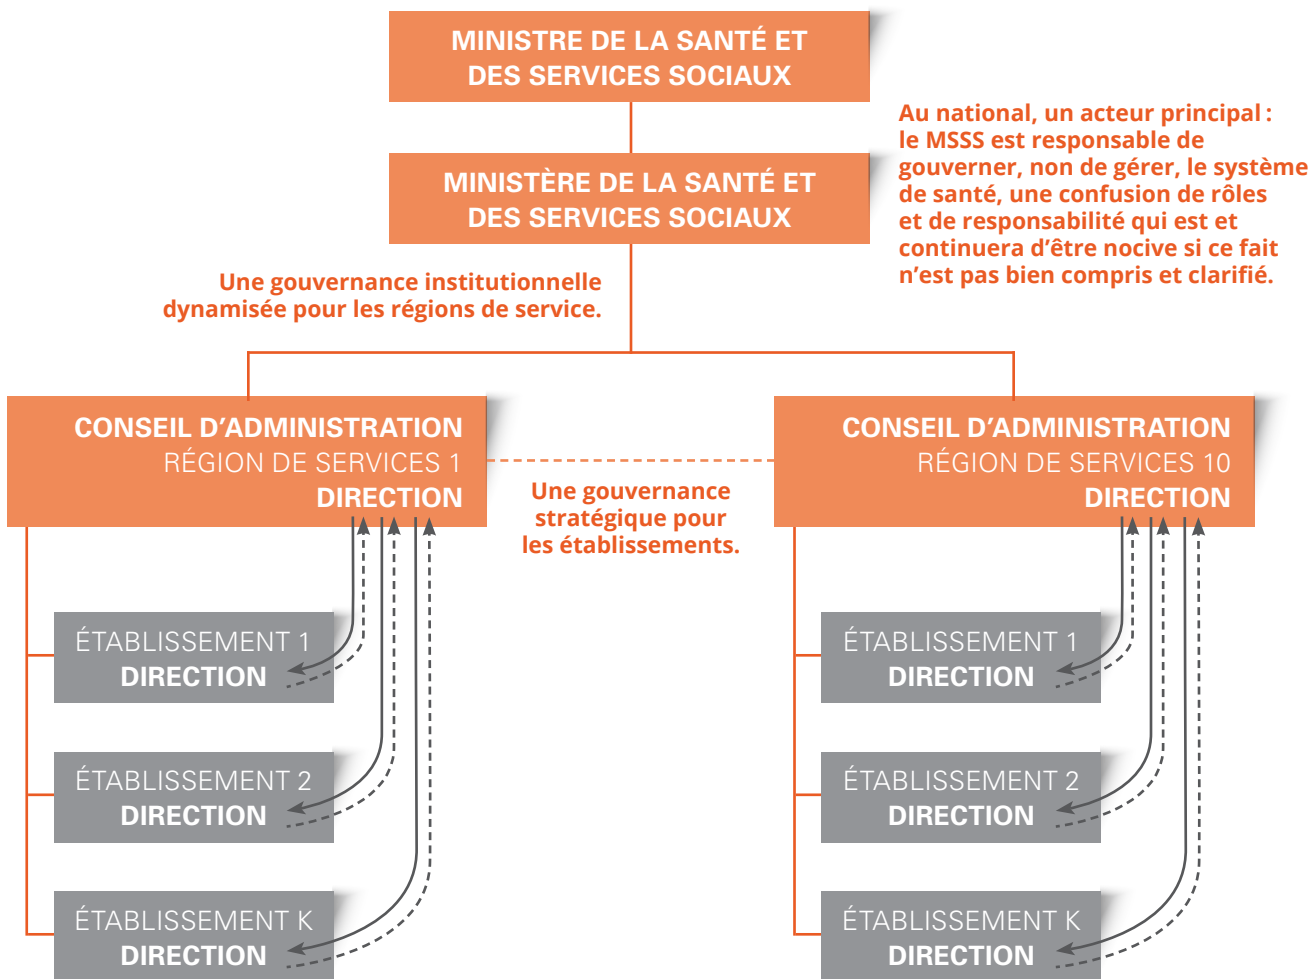 MINISTRE DE LA SANTÉ ET
DES SERVICES SOCIAUX
Au national, un acteur principal :
le MSSS est responsable de
gouverner, non de gérer, le système
de santé, une confusion de rôles
et de responsabilité qui est et
continuera d'être nocive si ce fait
n'est pas bien compris et clarifié.
MINISTÈRE DE LA SANTÉ ET
DES SERVICES SOCIAUX
Une gouvernance institutionnelle
dynamisée pour les régions de service.
CONSEIL D'ADMINISTRATION
RÉGION DE SERVICES 1
DIRECTION
Une gouvernance
stratégique pour
les établissements.
CONSEIL D'ADMINISTRATION
RÉGION DE SERVICES 10
DIRECTION
ÉTABLISSEMENT 1
DIRECTION
ÉTABLISSEMENT 2
DIRECTION
ÉTABLISSEMENT K
DIRECTION
ÉTABLISSEMENT 1
DIRECTION
ÉTABLISSEMENT 2
DIRECTION
ÉTABLISSEMENT K
DIRECTION